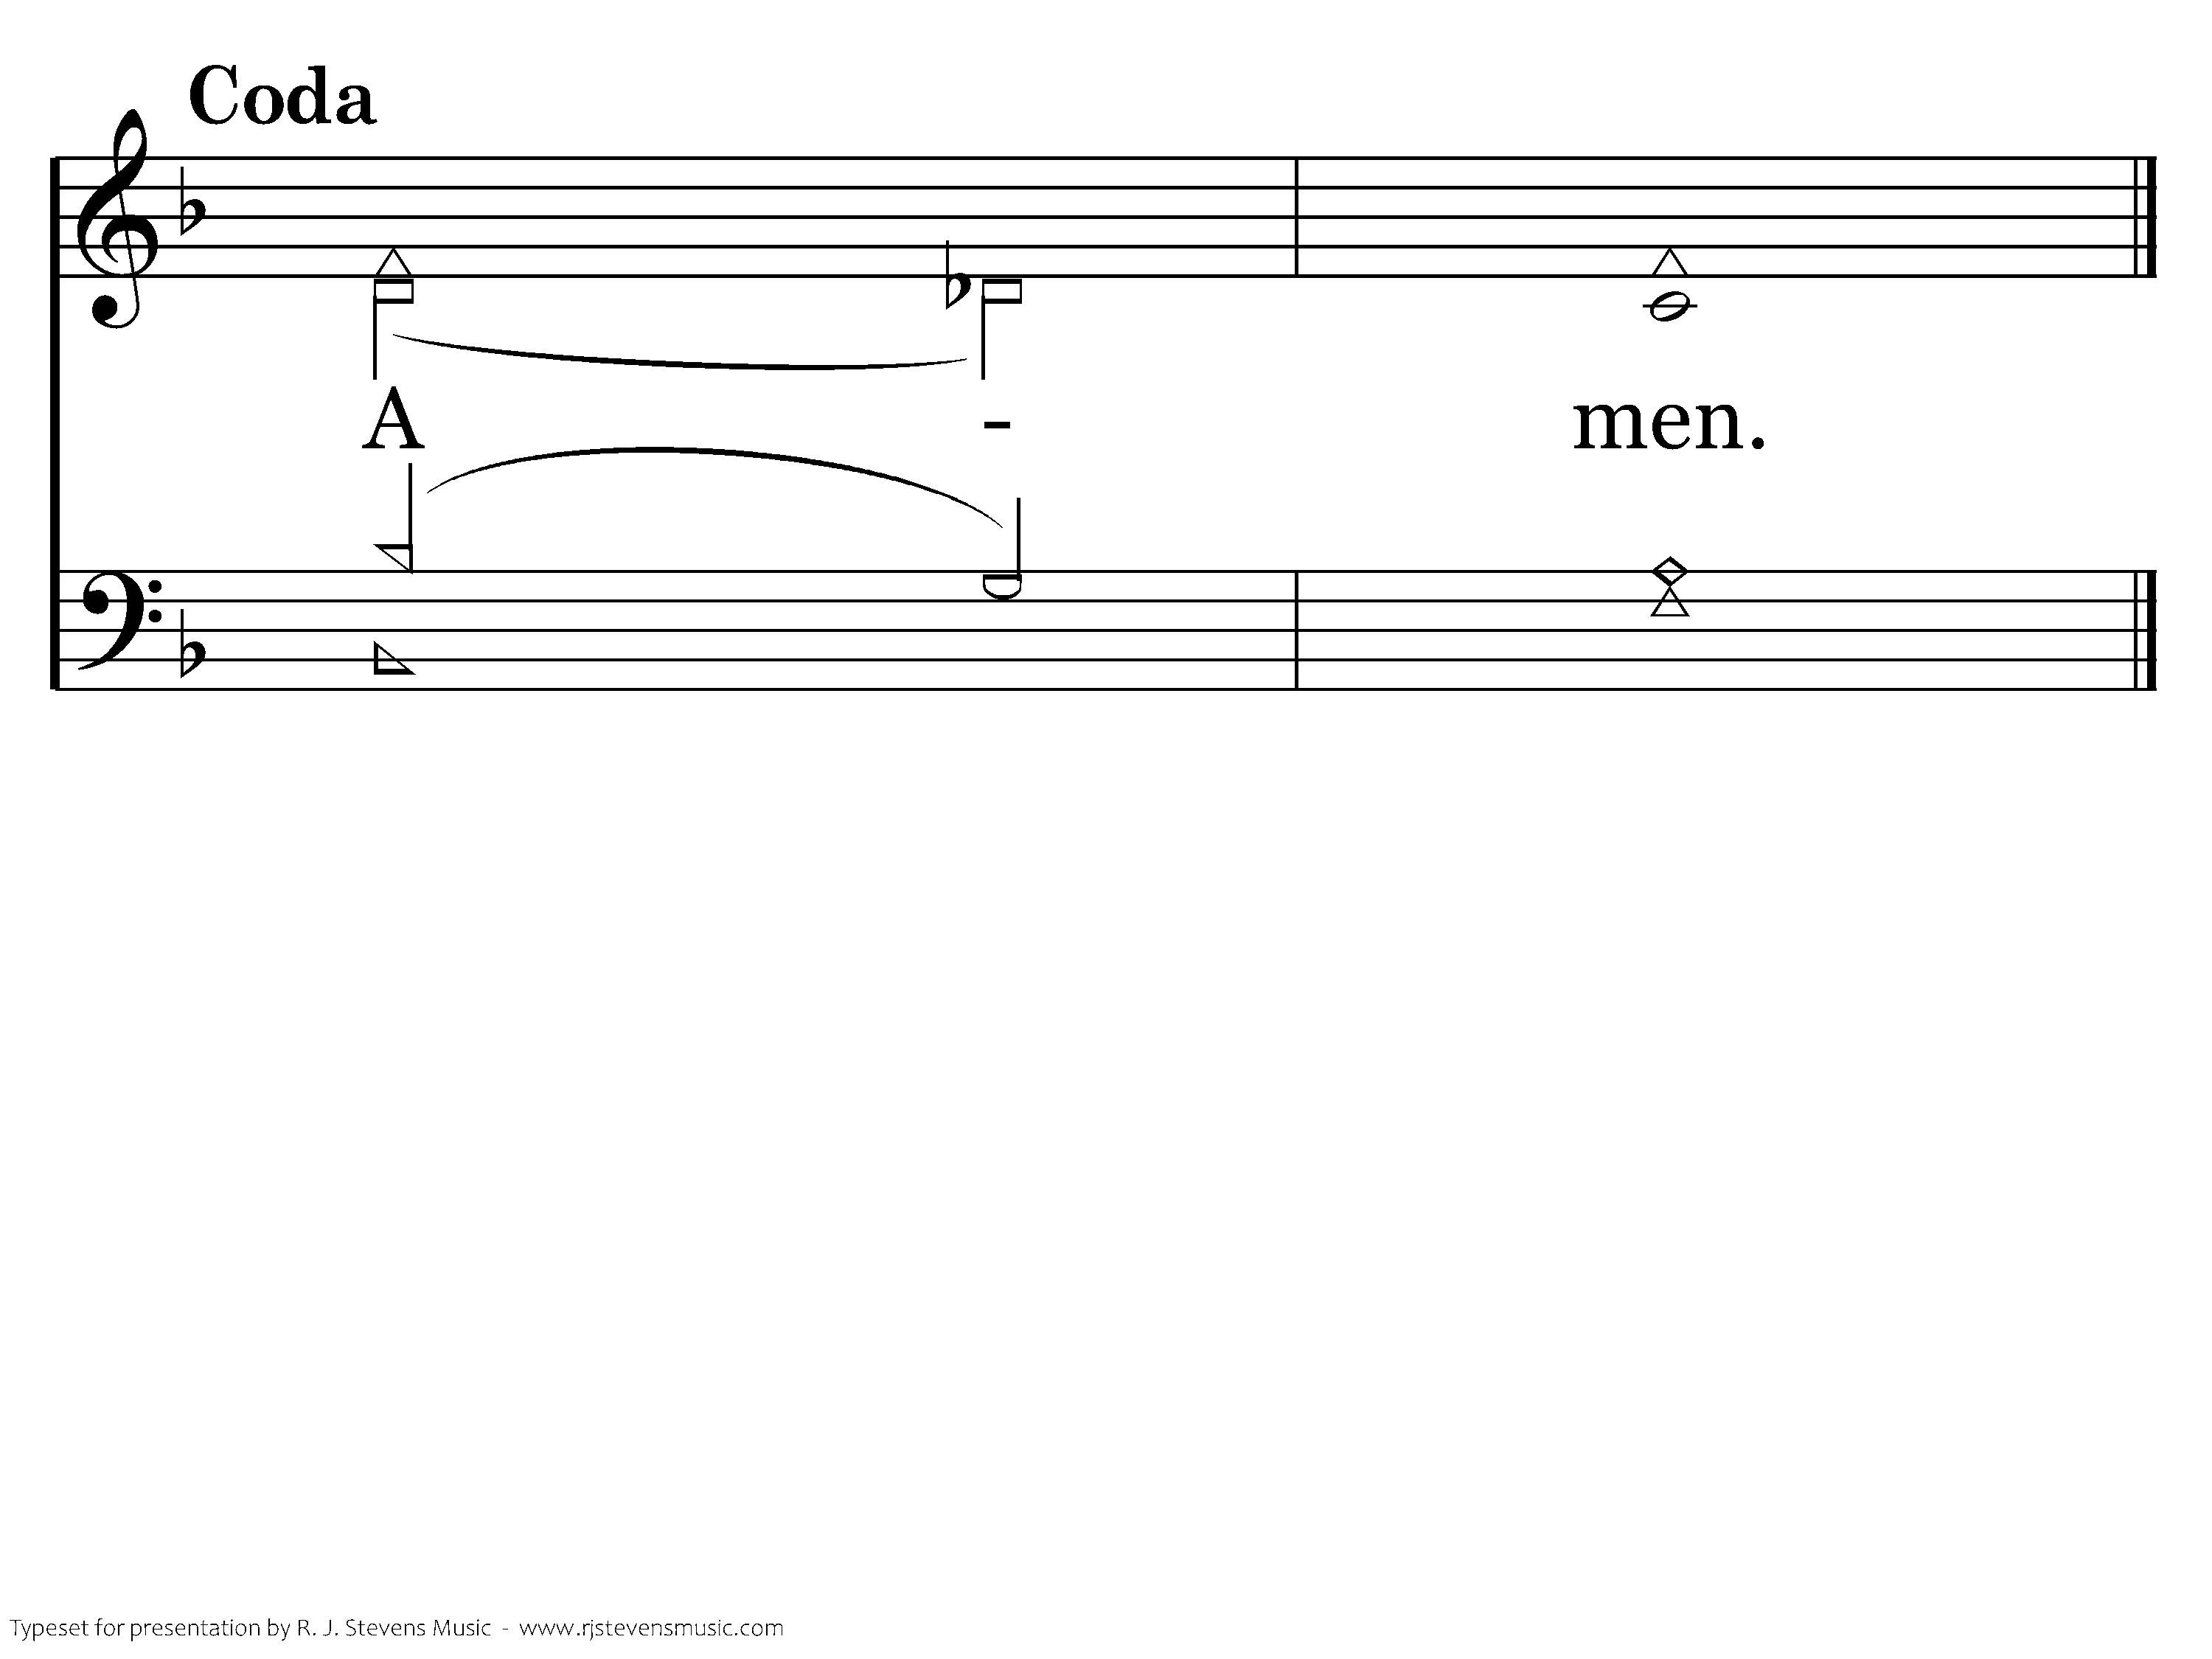 Coda
A - men.
Typeset for presentation by R. J. Stevens Music - www.rjstevensmusic.com